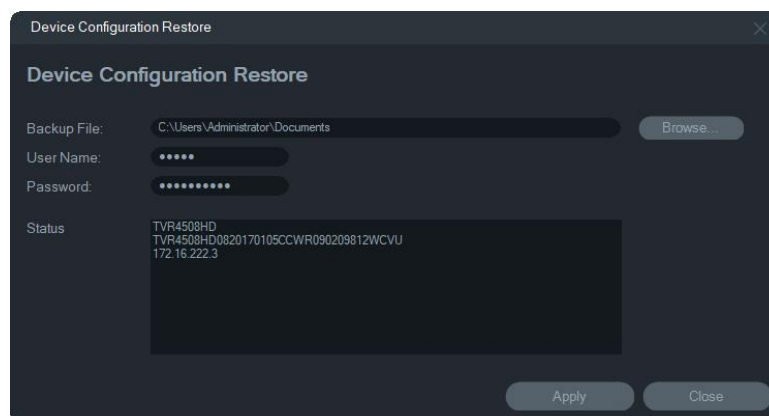 Device Configuration Restore
Device Configuration Restore
Backup File: C:\Users\Administrator\Documents Browse...
User Name: •••••
Password: ••••••••••
Status TVR4508HD
TVR4508HD0820170105CCWR090209812WCVU
172.16.222.3
Apply Close